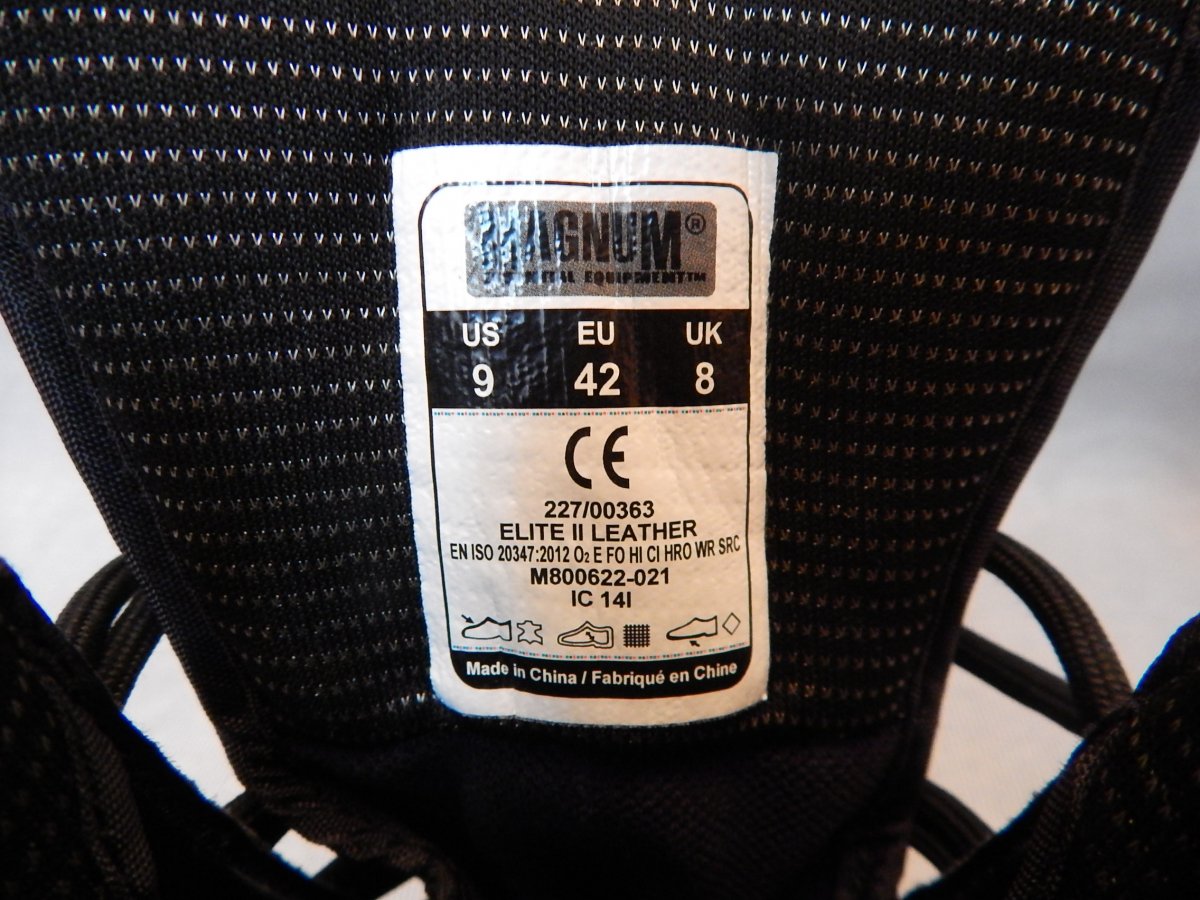 MAGNUM®
EQUIPMENT™
US EU UK
9 42 8
CE
227/00363
ELITE II LEATHER
EN ISO 20347:2012 O₂ E FO HI CI HRO WR SRC
M800622-021
IC 14I
Made in China / Fabriqué en Chine